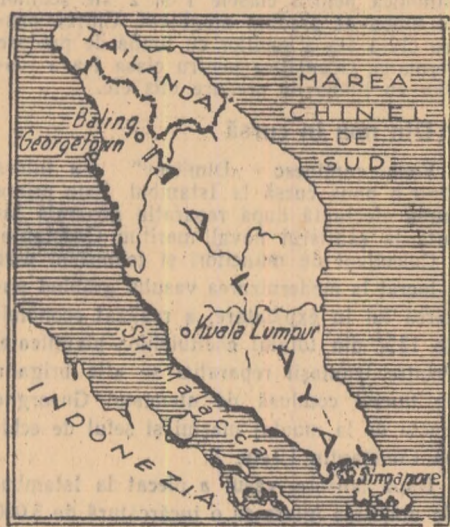 TAILANDA
MAREA
CHINEI
DE
SUD
Baling
Georgetown
MALAYA
Kuala Lumpur
Str. Malacca
INDONEZIA
Singapore